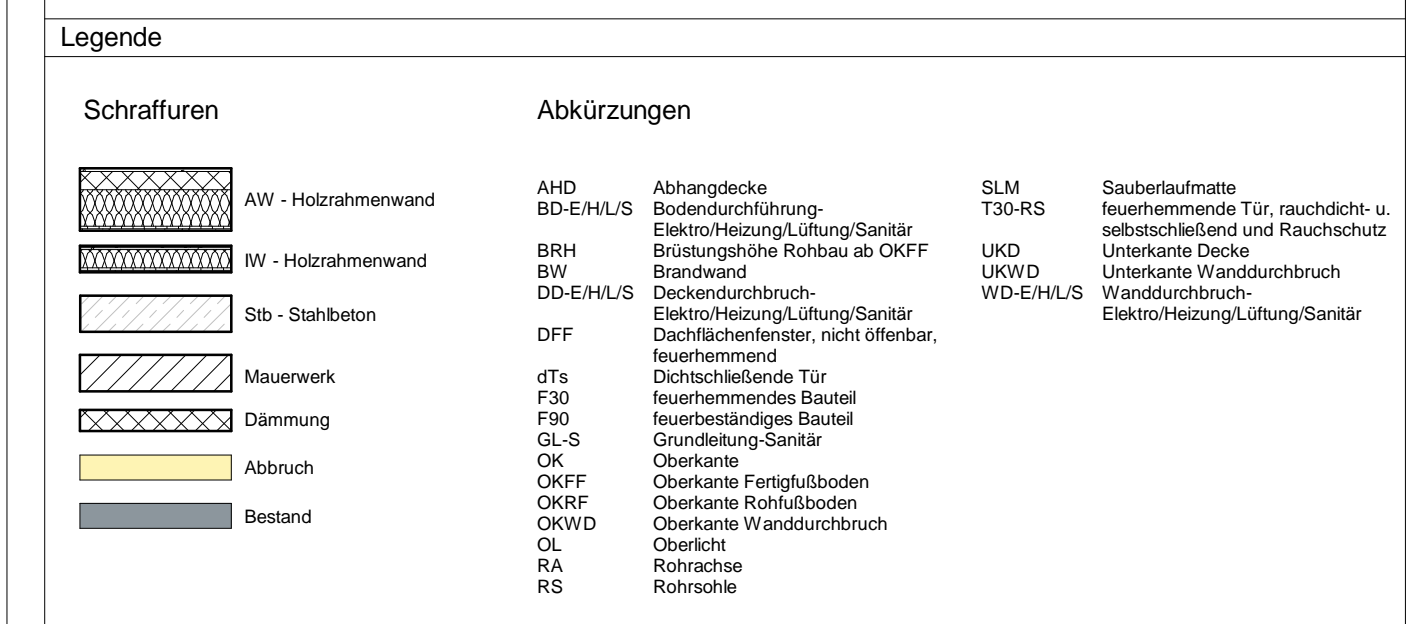 Legende
Schraffuren
AW - Holzrahmenwand
IW - Holzrahmenwand
Stb - Stahlbeton
Mauerwerk
Dämmung
Abbruch
Bestand
Abkürzungen
AHD Abhangdecke
BD-E/H/L/S Bodendurchführung-
Elektro/Heizung/Lüftung/Sanitär
BRH Brüstungshöhe Rohbau ab OKFF
BW Brandwand
DD-E/H/L/S Deckendurchbruch-
Elektro/Heizung/Lüftung/Sanitär
DFF Dachflächenfenster, nicht öffenbar,
feuerhemmend
dTs Dichtschließende Tür
F30 feuerhemmendes Bauteil
F90 feuerbeständiges Bauteil
GL-S Grundleitung-Sanitär
OK Oberkante
OKFF Oberkante Fertigfußboden
OKRF Oberkante Rohfußboden
OKWD Oberkante Wanddurchbruch
OL Oberlicht
RA Rohrachse
RS Rohrsohle
SLM Sauberlaufmatte
T30-RS feuerhemmende Tür, rauchdicht- u.
selbstschließend und Rauchschutz
UKD Unterkante Decke
UKWD Unterkante Wanddurchbruch
WD-E/H/L/S Wanddurchbruch-
Elektro/Heizung/Lüftung/Sanitär